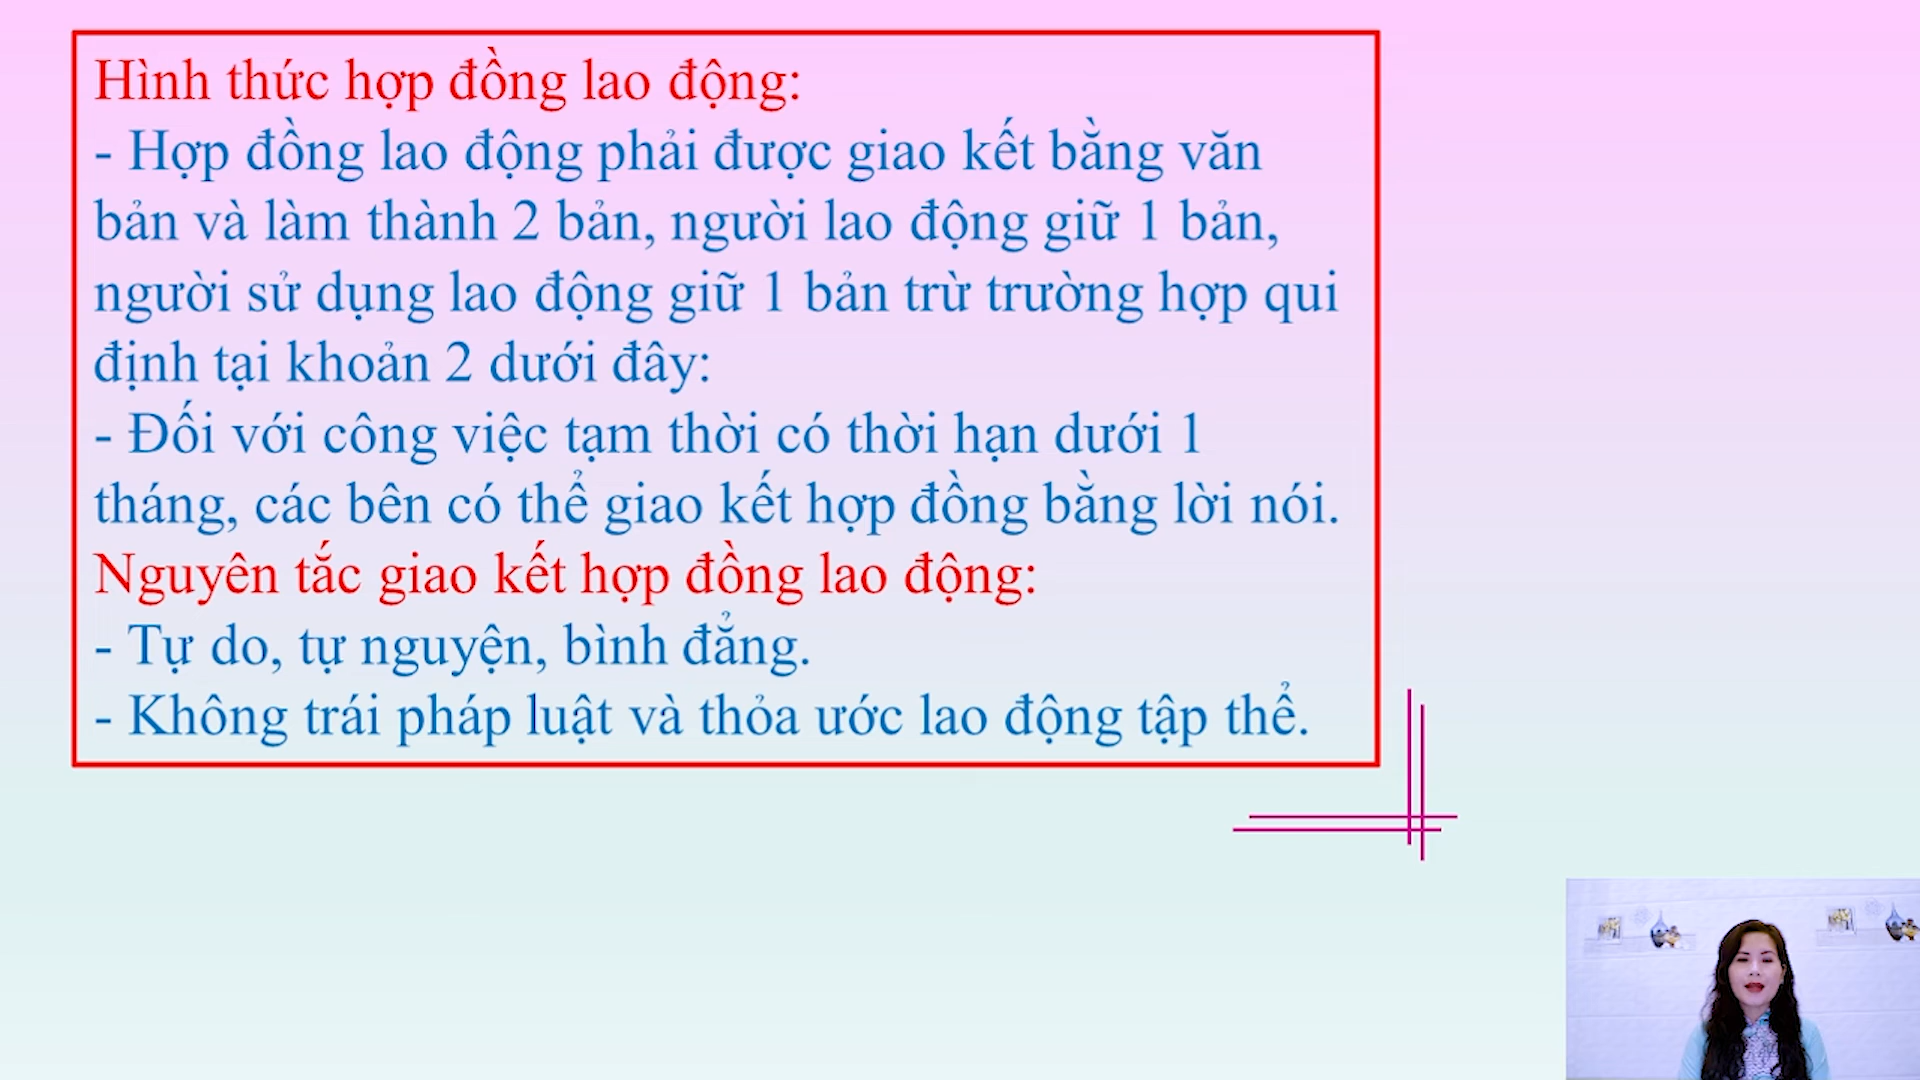 Hình thức hợp đồng lao động:
- Hợp đồng lao động phải được giao kết bằng văn
bản và làm thành 2 bản, người lao động giữ 1 bản,
người sử dụng lao động giữ 1 bản trừ trường hợp qui
định tại khoản 2 dưới đây:
- Đối với công việc tạm thời có thời hạn dưới 1
tháng, các bên có thể giao kết hợp đồng bằng lời nói.
Nguyên tắc giao kết hợp đồng lao động:
- Tự do, tự nguyện, bình đẳng.
- Không trái pháp luật và thỏa ước lao động tập thể.